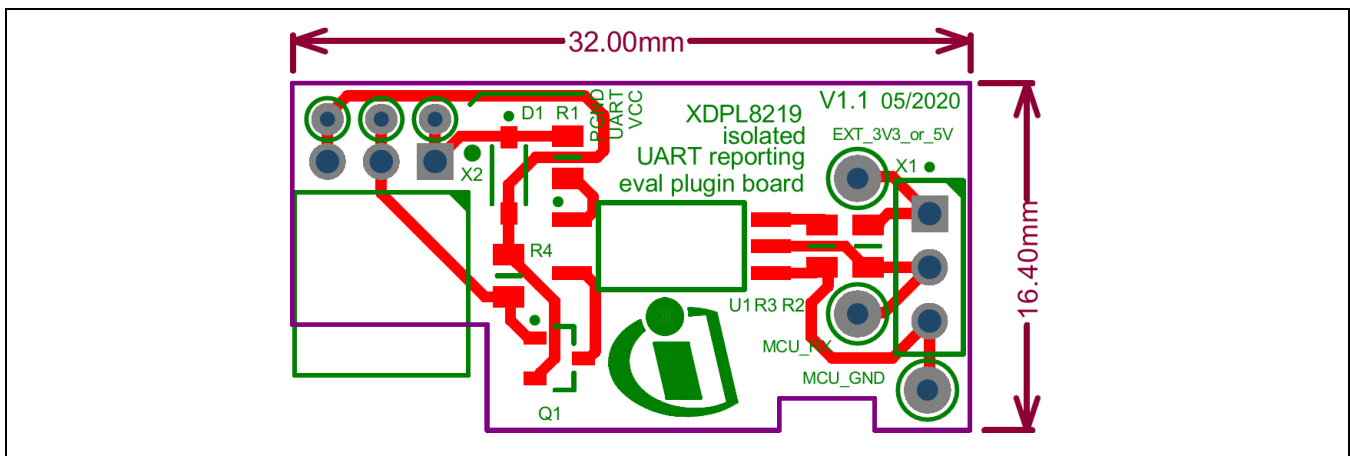 32.00mm
D1 R1
PGND
UART
VCC
XDPL8219
isolated
UART reporting
eval plugin board
V1.1 05/2020
EXT_3V3_or_5V
X1
X2
R4
U1 R3 R2
MCU_RX
MCU_GND
Q1
16.40mm